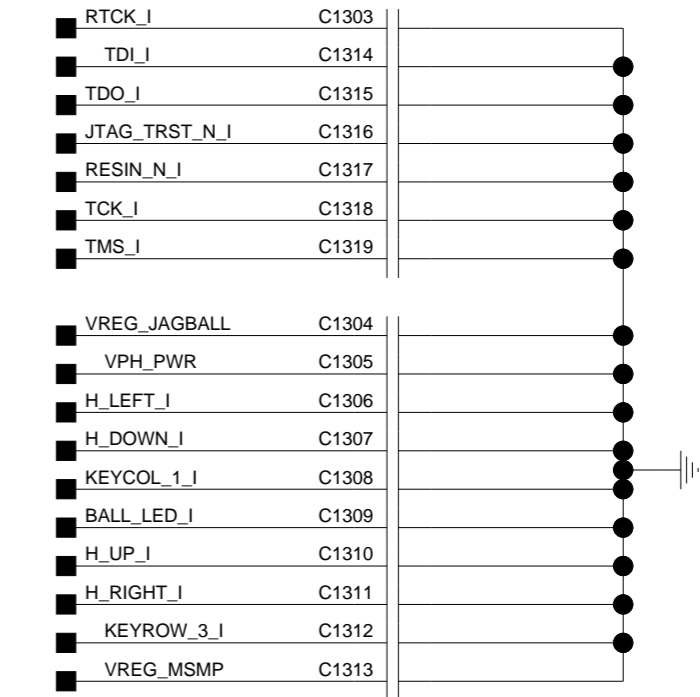 RTCK_I C1303
TDI_I C1314
TDO_I C1315
JTAG_TRST_N_I C1316
RESIN_N_I C1317
TCK_I C1318
TMS_I C1319
VREG_JAGBALL C1304
VPH_PWR C1305
H_LEFT_I C1306
H_DOWN_I C1307
KEYCOL_1_I C1308
BALL_LED_I C1309
H_UP_I C1310
H_RIGHT_I C1311
KEYROW_3_I C1312
VREG_MSMP C1313